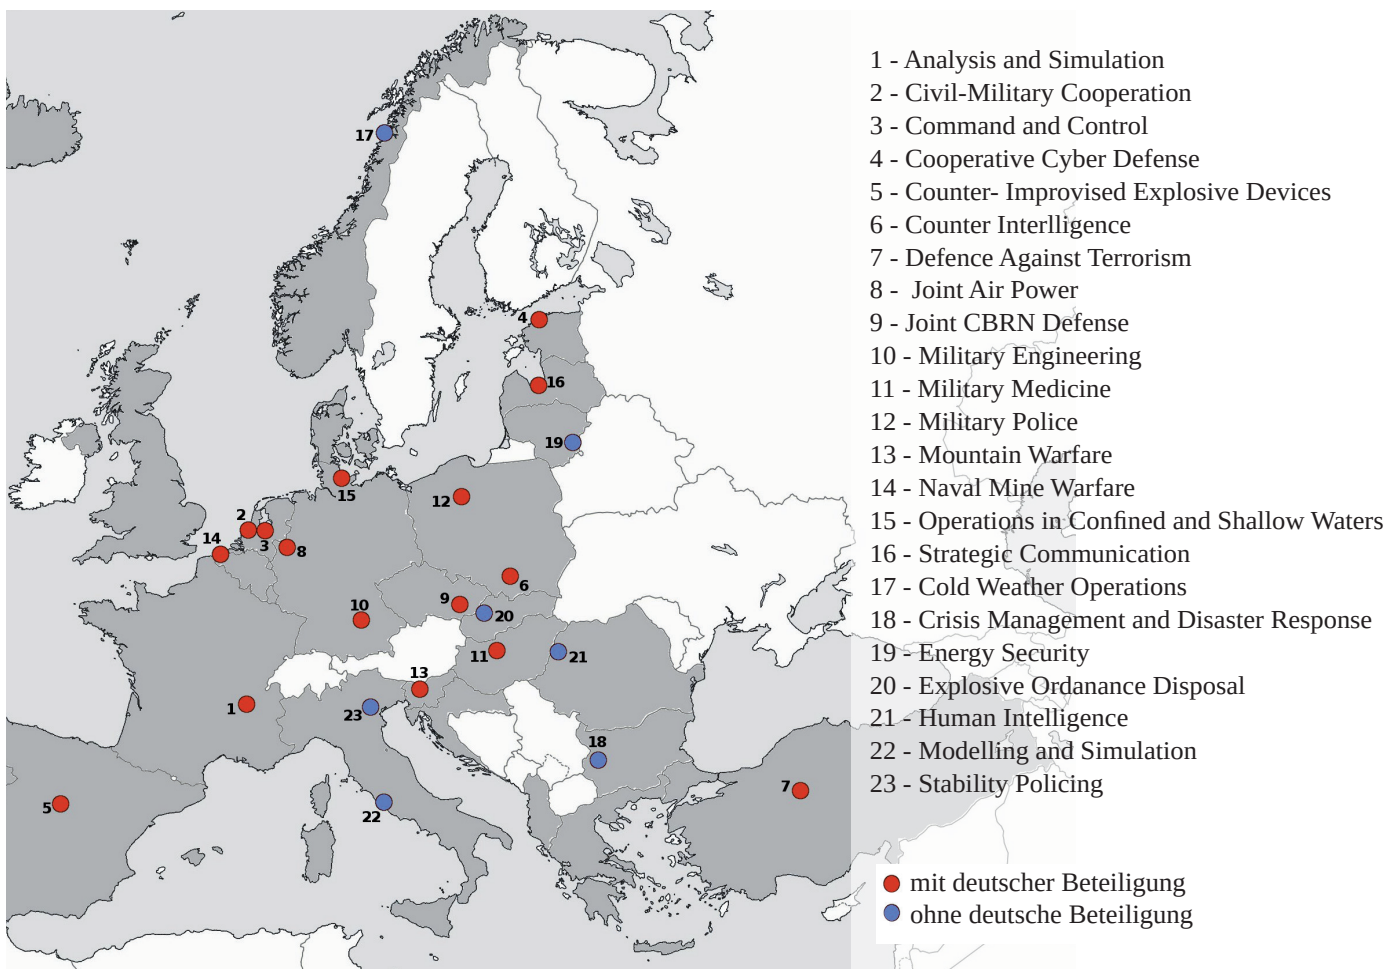 1 - Analysis and Simulation
2 - Civil-Military Cooperation
3 - Command and Control
4 - Cooperative Cyber Defense
5 - Counter- Improvised Explosive Devices
6 - Counter Interlligence
7 - Defence Against Terrorism
8 -  Joint Air Power
9 - Joint CBRN Defense
10 - Military Engineering
11 - Military Medicine
12 - Military Police
13 - Mountain Warfare
14 - Naval Mine Warfare
15 - Operations in Confined and Shallow Waters
16 - Strategic Communication
17 - Cold Weather Operations
18 - Crisis Management and Disaster Response
19 - Energy Security
20 - Explosive Ordanance Disposal
21 - Human Intelligence
22 - Modelling and Simulation
23 - Stability Policing
mit deutscher Beteiligung
ohne deutsche Beteiligung
17
4
16
19
15
12
2
14
3
8
6
9
20
10
11
21
13
1
23
18
7
5
22